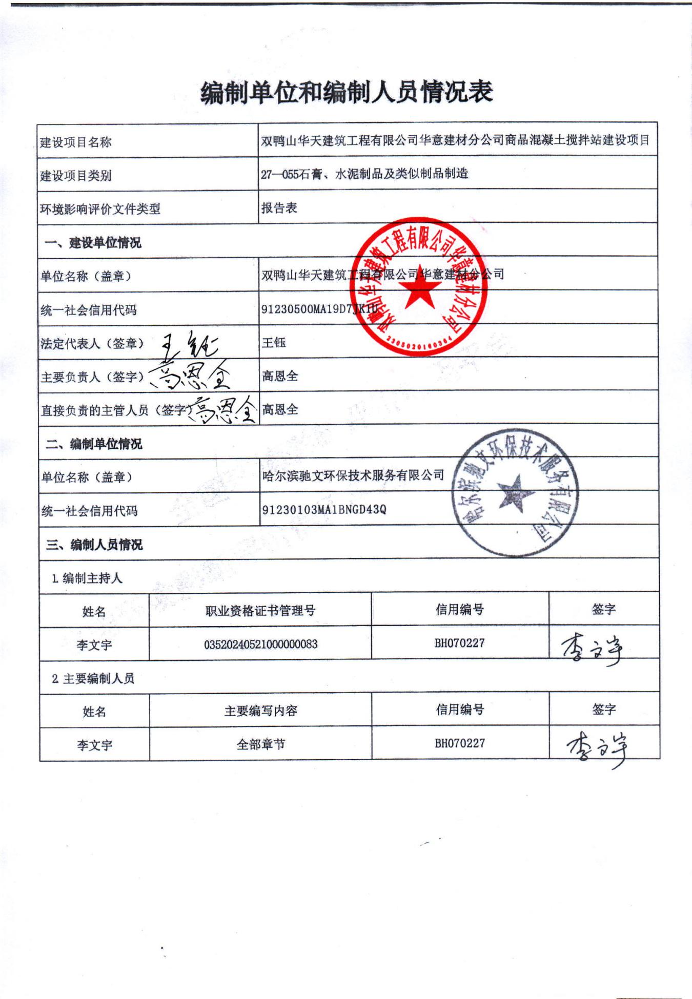 编制单位和编制人员情况表
建设项目名称 双鸭山华天建筑工程有限公司华意建材分公司商品混凝土搅拌站建设项目
建设项目类别 27—055石膏、水泥制品及类似制品制造
环境影响评价文件类型 报告表
一、建设单位情况
单位名称（盖章） 双鸭山华天建筑工程有限公司华意建材分公司
统一社会信用代码 91230500MA19D7JK1U
法定代表人（签章） 王钰 王钰
主要负责人（签字） 高恩全 高恩全
直接负责的主管人员（签字） 高恩全 高恩全
双鸭山华天建筑工程有限公司华意建材分公司
2305020160364
二、编制单位情况
单位名称（盖章） 哈尔滨驰文环保技术服务有限公司
统一社会信用代码 91230103MA1BNGD43Q
哈尔滨驰文环保技术服务有限公司
三、编制人员情况
1.编制主持人
姓名 职业资格证书管理号 信用编号 签字
李文宇 03520240521000000083 BH070227 李文宇
2.主要编制人员
姓名 主要编写内容 信用编号 签字
李文宇 全部章节 BH070227 李文宇